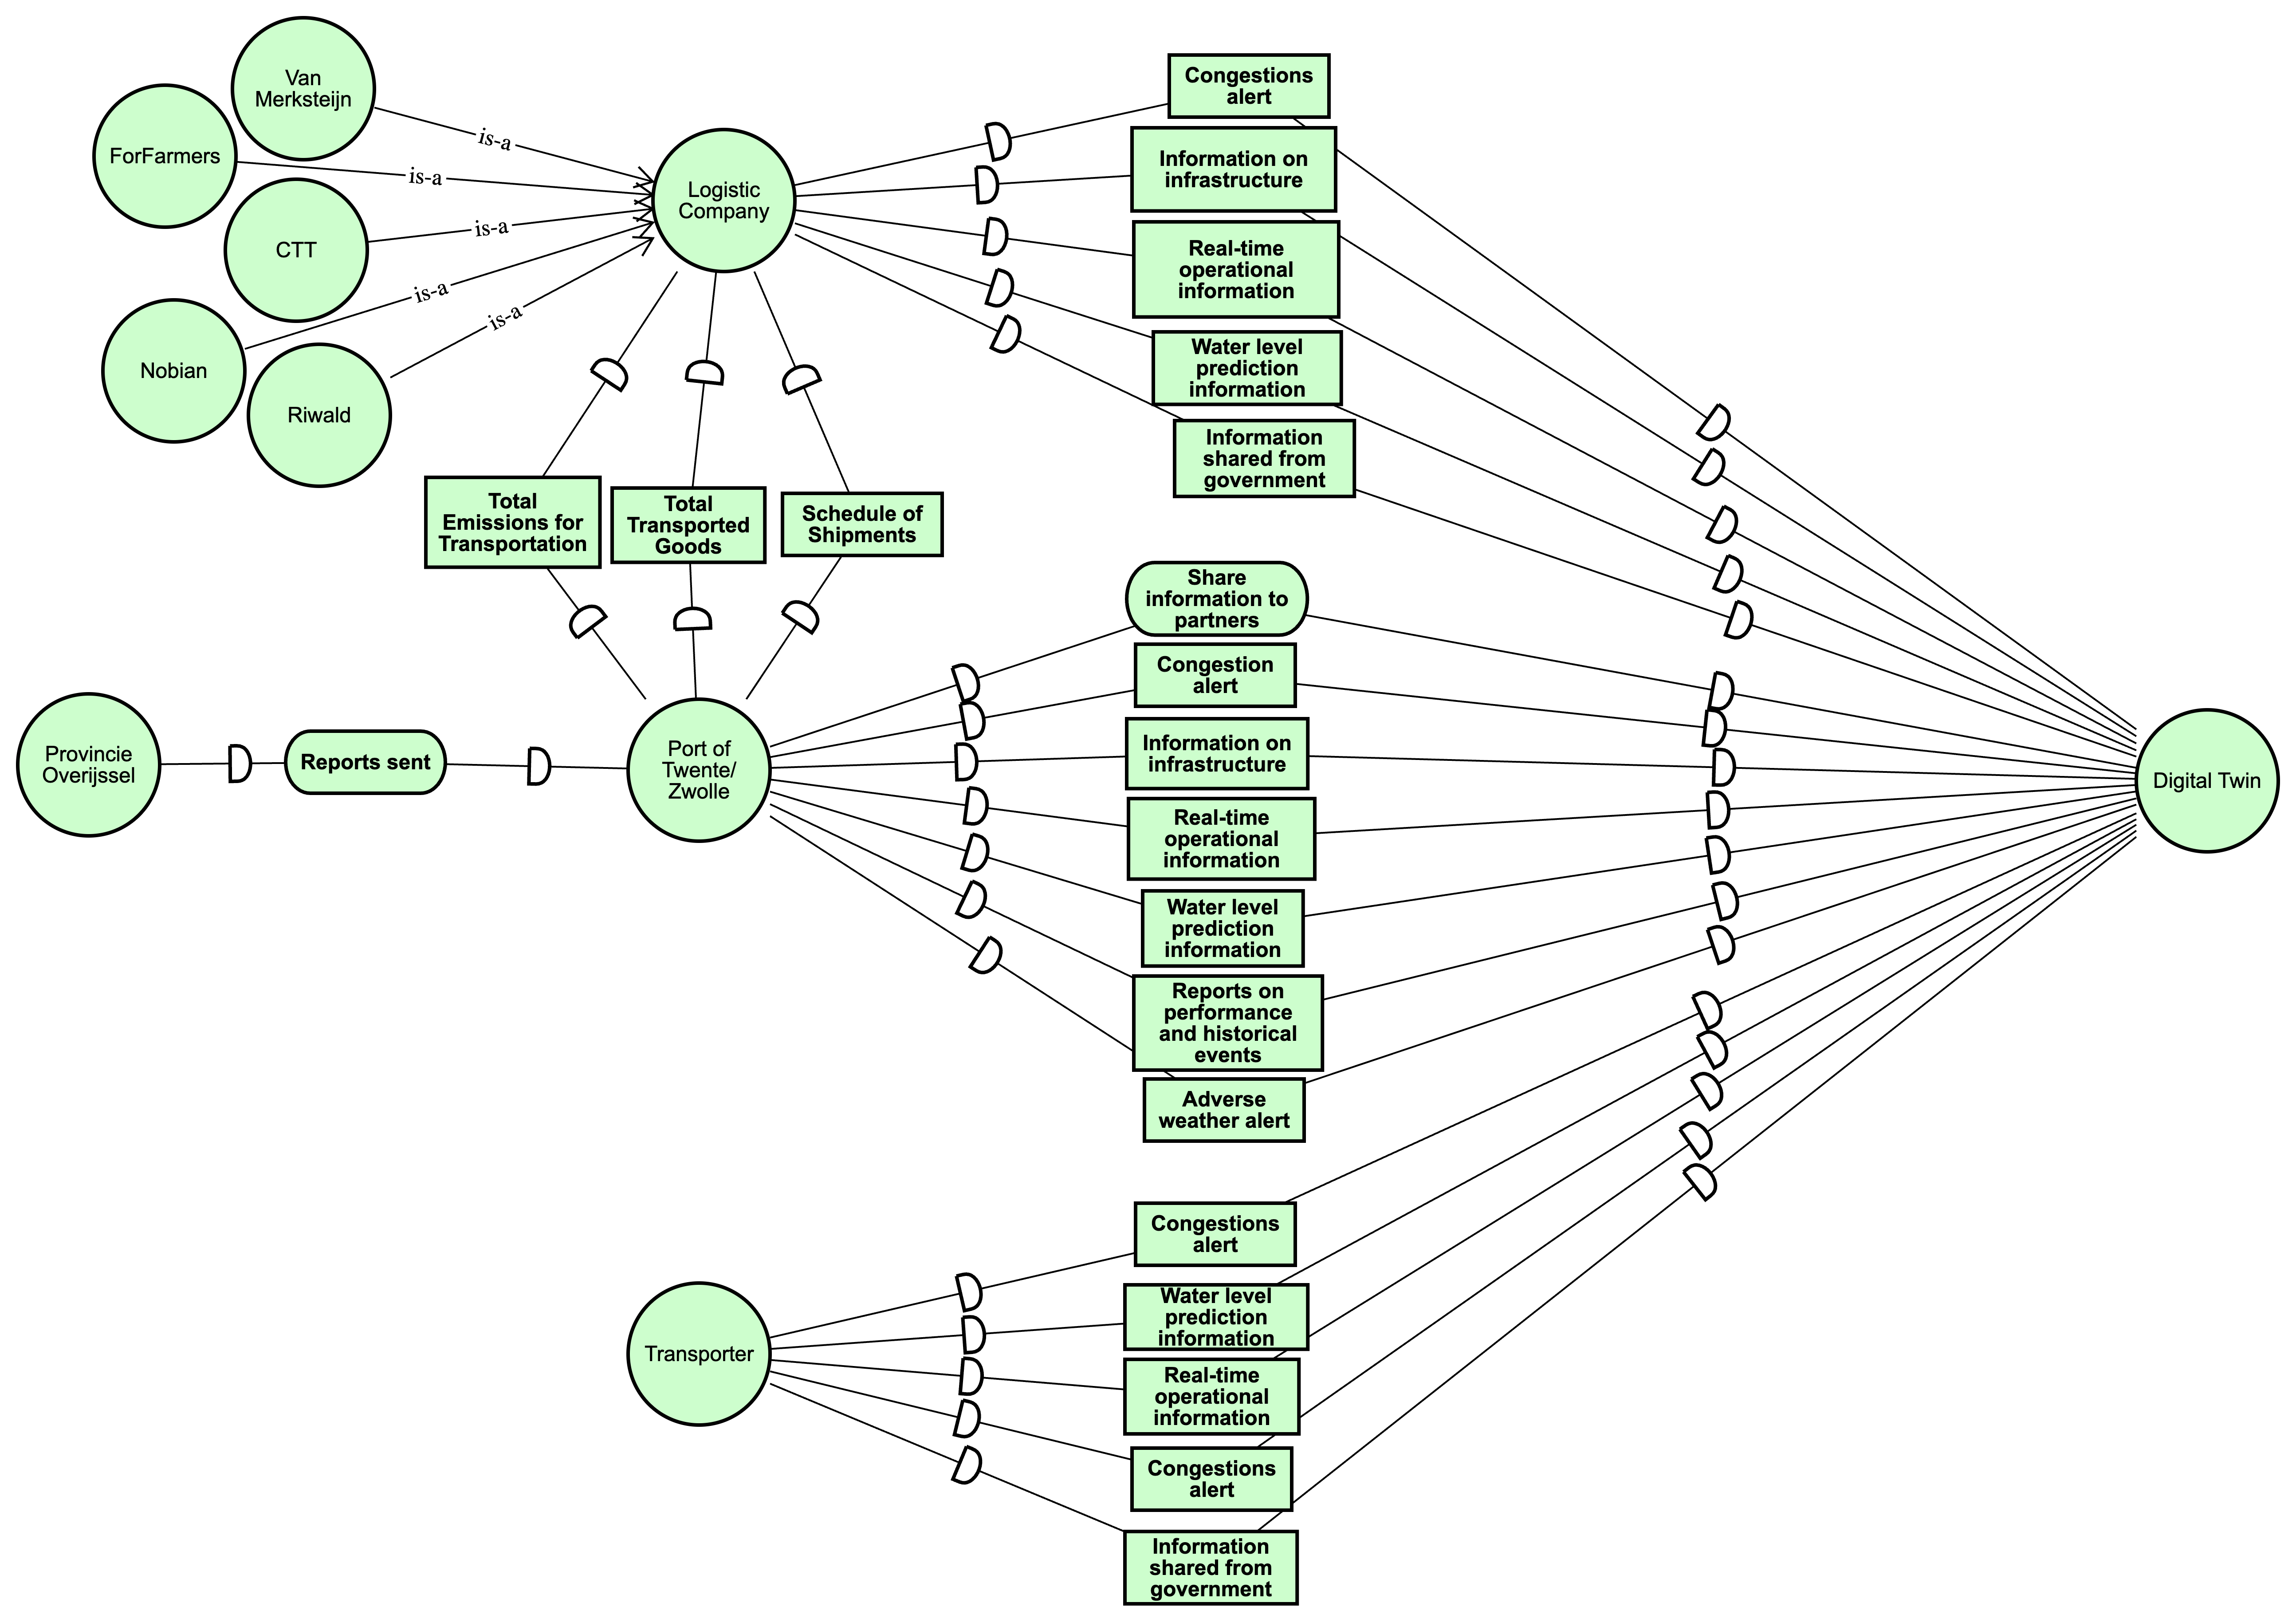 Van
Merksteijn
ForFarmers
CTT
Nobian
Riwald
is-a
is-a
is-a
is-a
is-a
Logistic
Company
Congestions
alert
Information on
infrastructure
Real-time
operational
information
Water level
prediction
information
Information
shared from
government
Total
Emissions for
Transportation
Total
Transported
Goods
Schedule of
Shipments
Provincie
Overijssel
Reports sent
Port of
Twente/
Zwolle
Share
information to
partners
Congestion
alert
Information on
infrastructure
Real-time
operational
information
Water level
prediction
information
Reports on
performance
and historical
events
Adverse
weather alert
Digital Twin
Transporter
Congestions
alert
Water level
prediction
information
Real-time
operational
information
Congestions
alert
Information
shared from
government